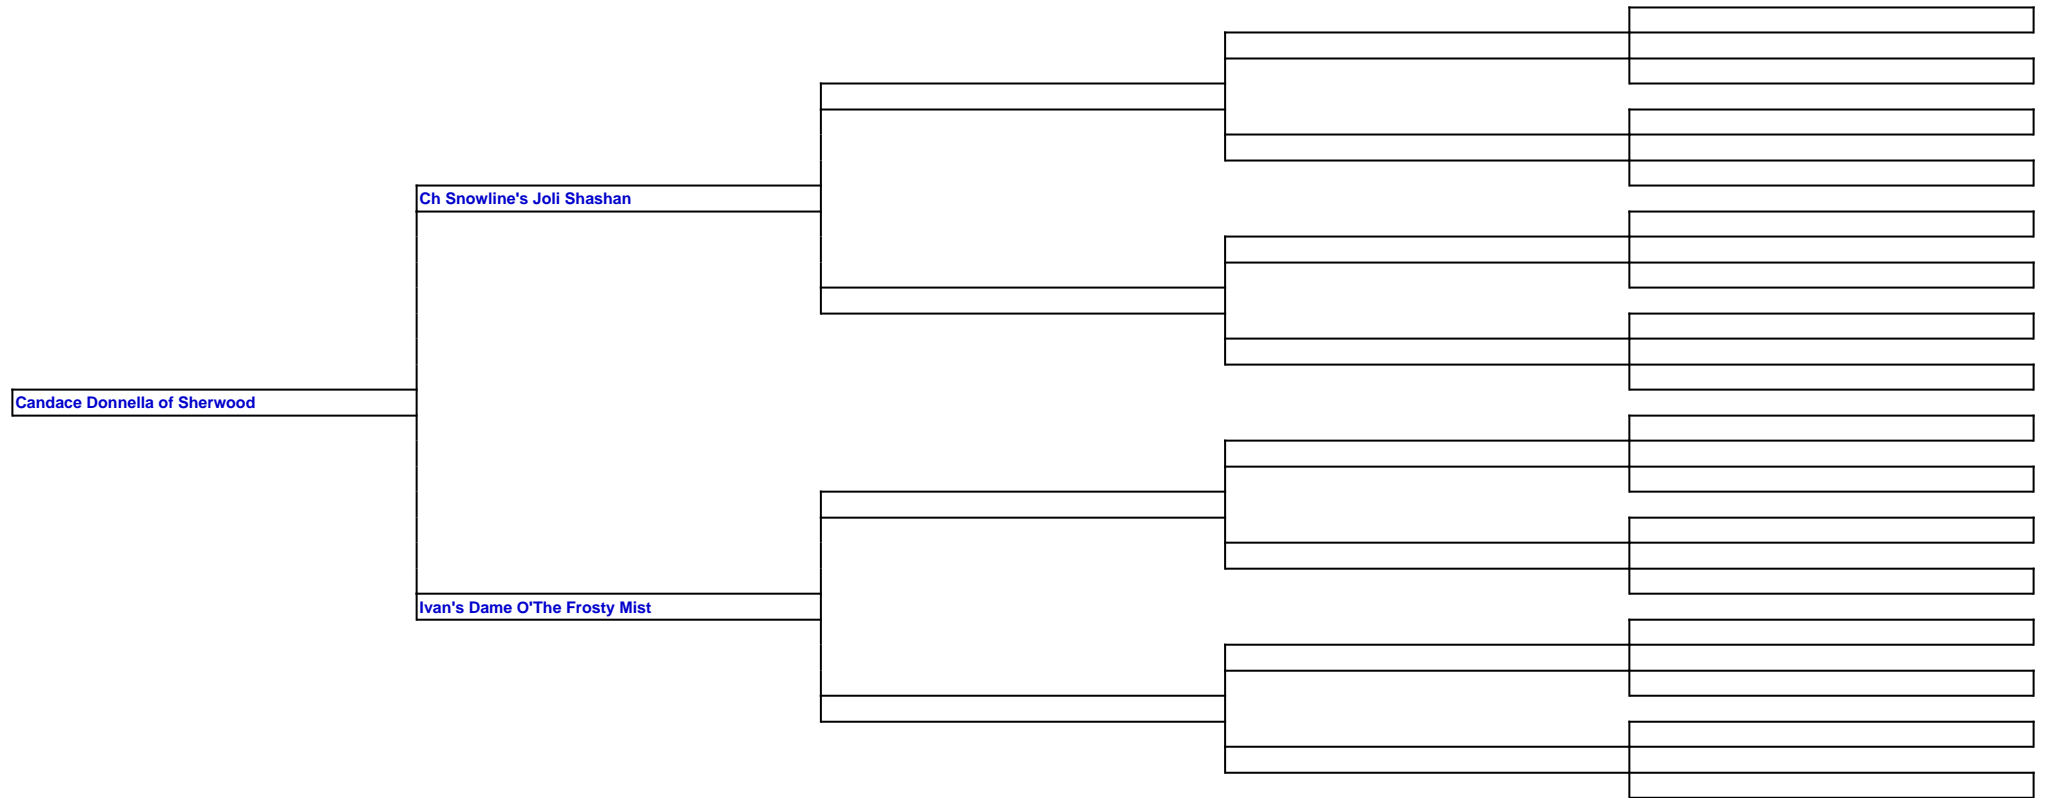 Ch Snowline's Joli Shashan
Candace Donnella of Sherwood
Ivan's Dame O'The Frosty Mist